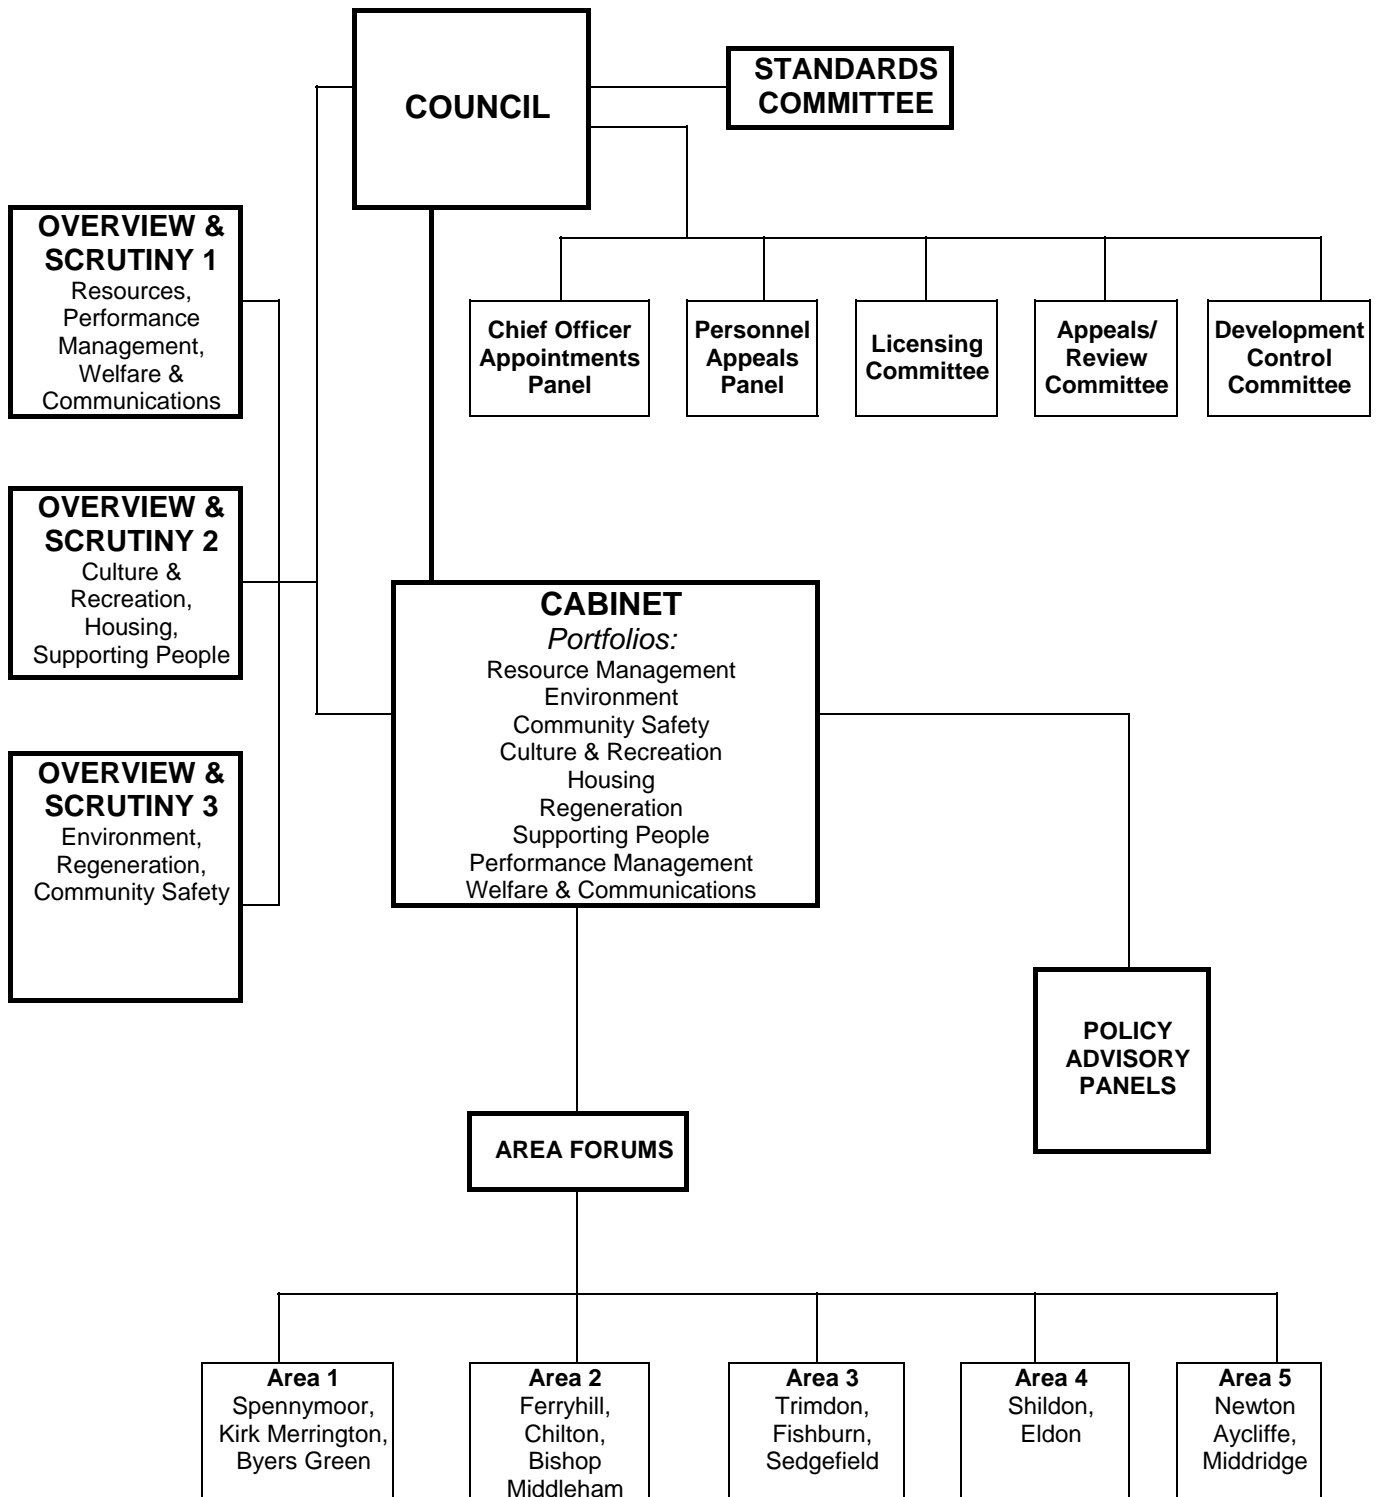 COUNCIL
STANDARDS
COMMITTEE
OVERVIEW &
SCRUTINY 1
Resources,
Performance
Management,
Welfare &
Communications
Chief Officer
Appointments
Panel
Personnel
Appeals
Panel
Licensing
Committee
Appeals/
Review
Committee
Development
Control
Committee
OVERVIEW &
SCRUTINY 2
Culture &
Recreation,
Housing,
Supporting People
CABINET
Portfolios:
Resource Management
Environment
Community Safety
Culture & Recreation
Housing
Regeneration
Supporting People
Performance Management
Welfare & Communications
OVERVIEW &
SCRUTINY 3
Environment,
Regeneration,
Community Safety
POLICY
ADVISORY
PANELS
AREA FORUMS
Area 1
Spennymoor,
Kirk Merrington,
Byers Green
Area 2
Ferryhill,
Chilton,
Bishop
Middleham
Area 3
Trimdon,
Fishburn,
Sedgefield
Area 4
Shildon,
Eldon
Area 5
Newton
Aycliffe,
Middridge